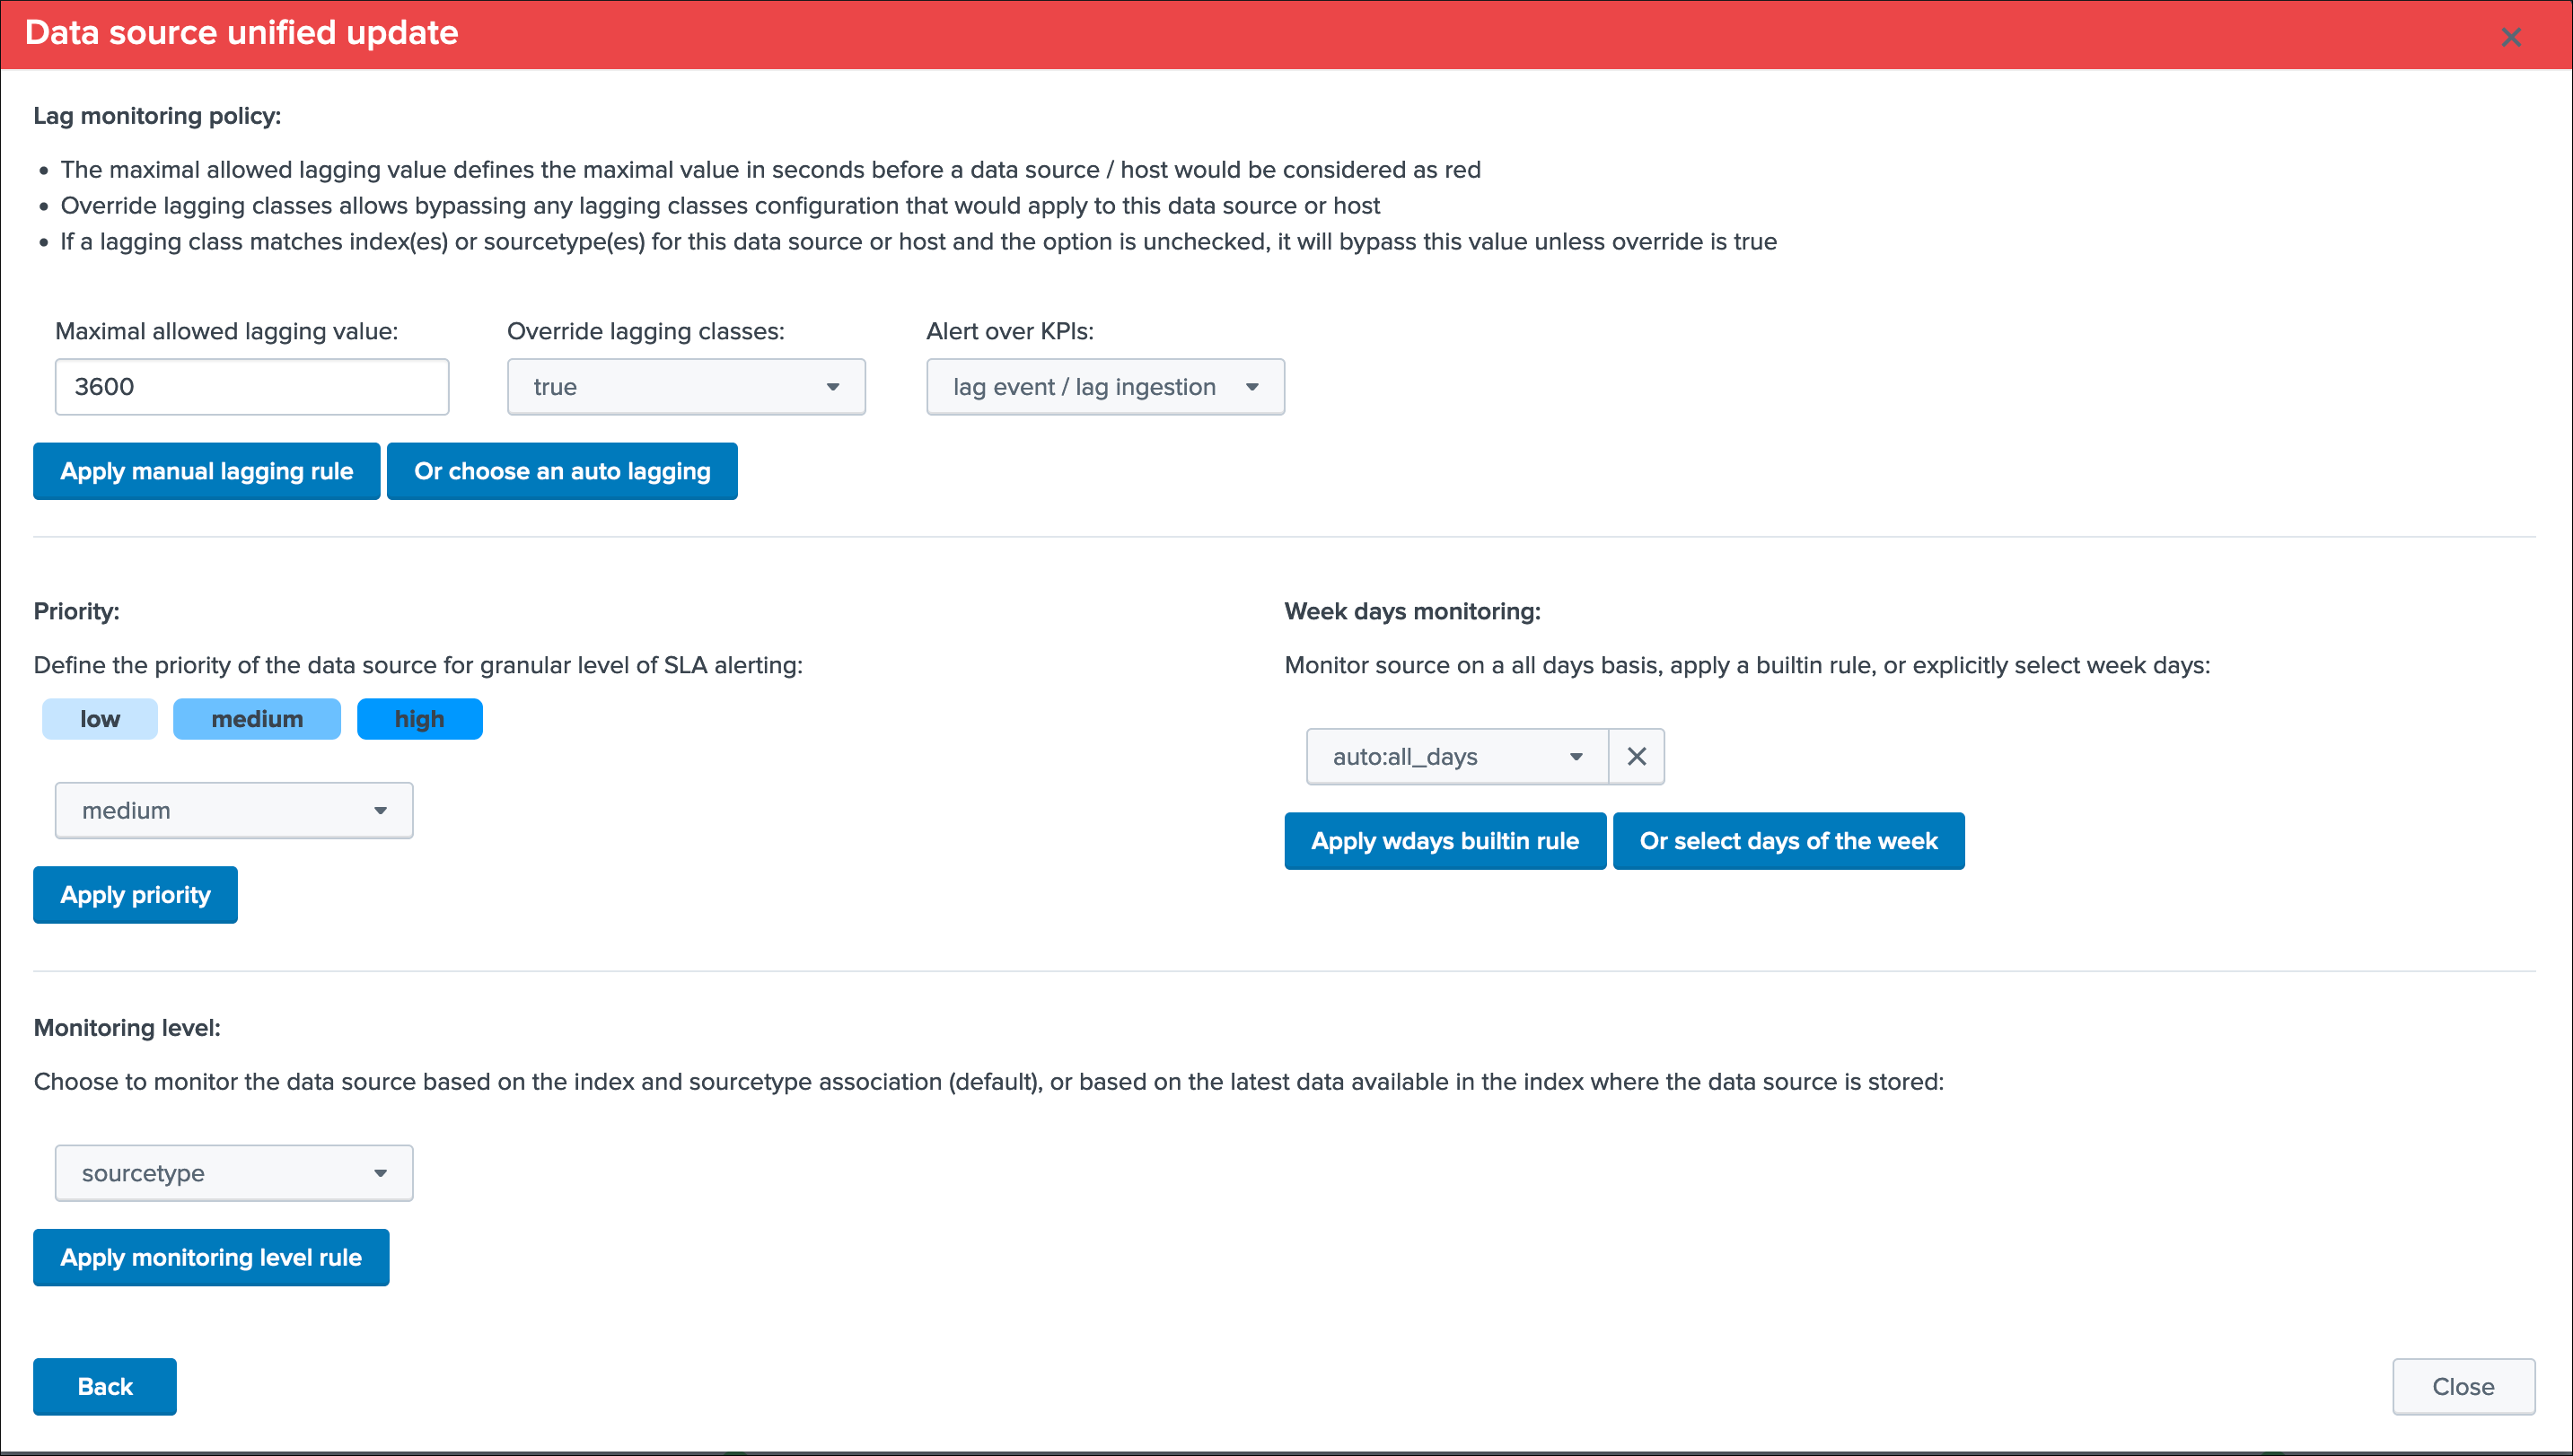 Data source unified update
Lag monitoring policy:
The maximal allowed lagging value defines the maximal value in seconds before a data source / host would be considered as red
Override lagging classes allows bypassing any lagging classes configuration that would apply to this data source or host
If a lagging class matches index(es) or sourcetype(es) for this data source or host and the option is unchecked, it will bypass this value unless override is true
Maximal allowed lagging value: Override lagging classes: Alert over KPIs:
3600 true lag event / lag ingestion
Apply manual lagging rule Or choose an auto lagging
Priority:
Define the priority of the data source for granular level of SLA alerting:
low medium high
medium
Apply priority
Week days monitoring:
Monitor source on a all days basis, apply a builtin rule, or explicitly select week days:
auto:all_days
Apply wdays builtin rule Or select days of the week
Monitoring level:
Choose to monitor the data source based on the index and sourcetype association (default), or based on the latest data available in the index where the data source is stored:
sourcetype
Apply monitoring level rule
Back Close